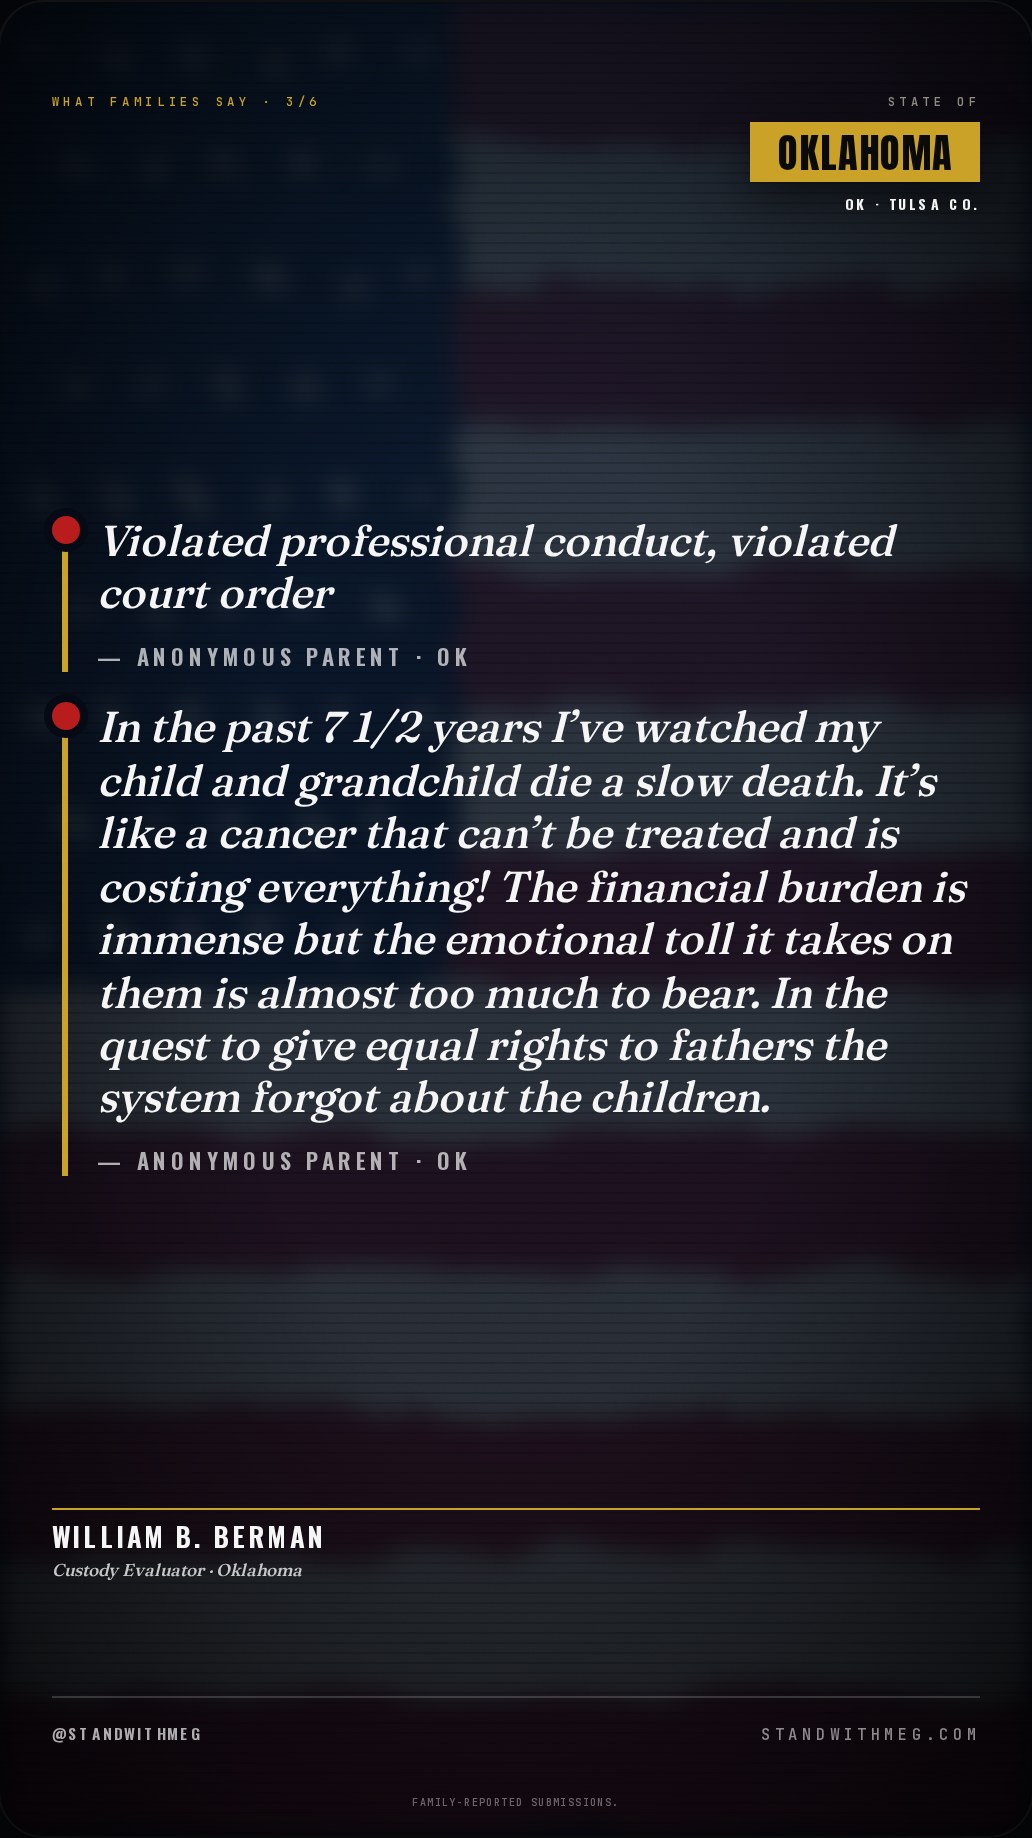 WHAT FAMILIES SAY · 3/6
STATE OF
OKLAHOMA
OK · TULSA CO.
Violated professional conduct, violated
court order
— ANONYMOUS PARENT · OK
In the past 7 1/2 years I’ve watched my
child and grandchild die a slow death. It’s
like a cancer that can’t be treated and is
costing everything! The financial burden is
immense but the emotional toll it takes on
them is almost too much to bear. In the
quest to give equal rights to fathers the
system forgot about the children.
— ANONYMOUS PARENT · OK
WILLIAM B. BERMAN
Custody Evaluator · Oklahoma
@STANDWITHMEG
STANDWITHMEG.COM
FAMILY-REPORTED SUBMISSIONS.